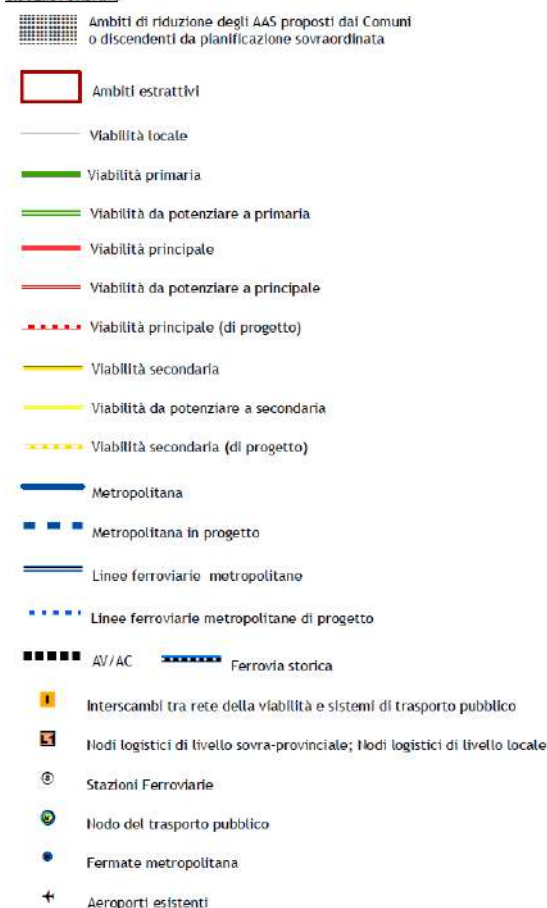 Ambiti di riduzione degli AAS proposti dai Comuni
o discendenti da pianificazione sovraordinata
Ambiti estrattivi
Viabilità locale
Viabilità primaria
Viabilità da potenziare a primaria
Viabilità principale
Viabilità da potenziare a principale
Viabilità principale (di progetto)
Viabilità secondaria
Viabilità da potenziare a secondaria
Viabilità secondaria (di progetto)
Metropolitana
Metropolitana in progetto
Linee ferroviarie metropolitane
Linee ferroviarie metropolitane di progetto
AV/AC Ferrovia storica
Interscambi tra rete della viabilità e sistemi di trasporto pubblico
Nodi logistici di livello sovra-provinciale; Nodi logistici di livello locale
Stazioni Ferroviarie
Nodo del trasporto pubblico
Fermate metropolitana
Aeroporti esistenti